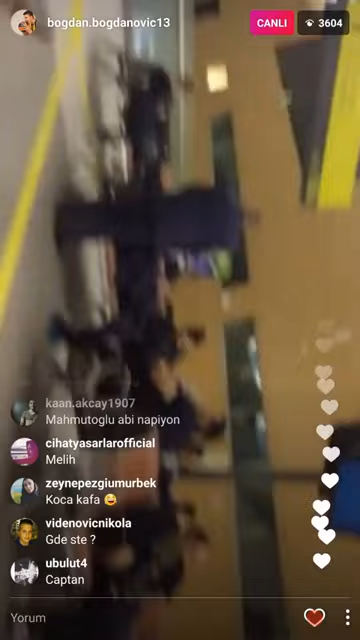 bogdan.bogdanovic13
CANLI
3604
kaan.akcay1907
Mahmutoglu abi napiyon
cihatyasarlarofficial
Melih
zeynepezgiumurbek
Koca kafa 😅
videnovicnikola
Gde ste ?
ubulut4
Captan
Yorum